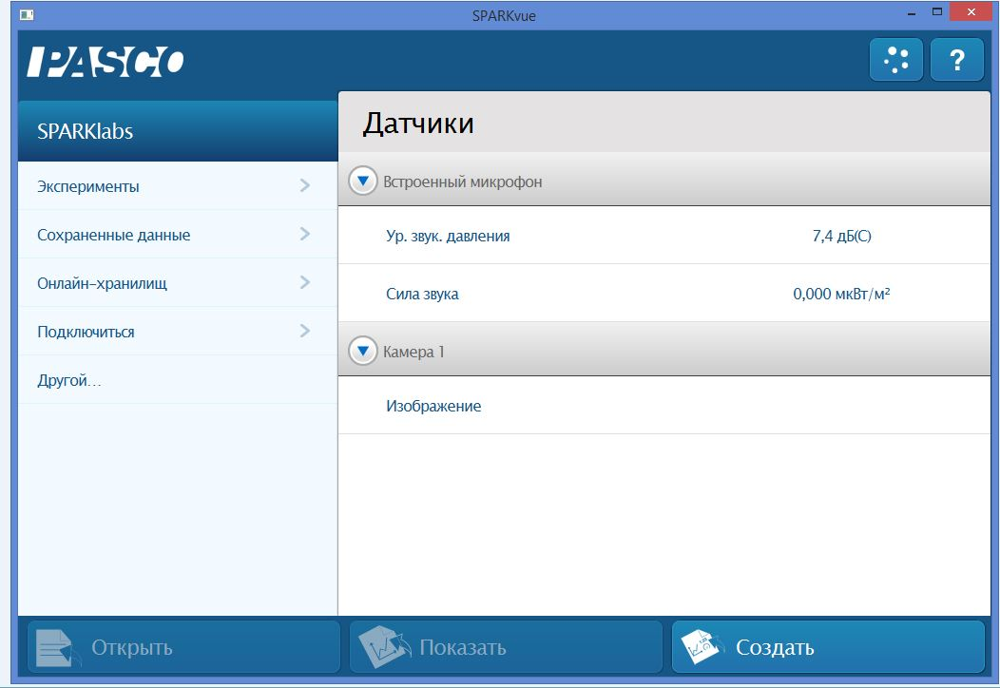 SPARKvue
PASCO
?
SPARKlabs
Эксперименты
Сохраненные данные
Онлайн-хранилищ
Подключиться
Другой...
Датчики
Встроенный микрофон
Ур. звук. давления 7,4 дБ(С)
Сила звука 0,000 мкВт/м²
Камера 1
Изображение
Открыть
Показать
Создать